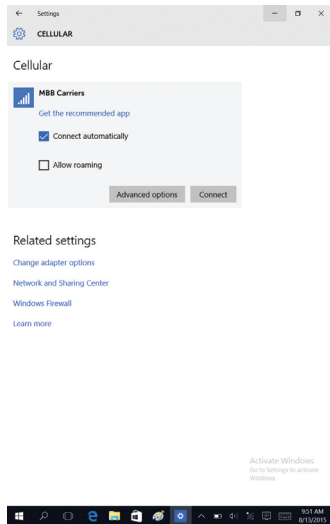 Settings
CELLULAR
Cellular
MBB Carriers
Get the recommended app
Connect automatically
Allow roaming
Advanced options Connect
Related settings
Change adapter options
Network and Sharing Center
Windows Firewall
Learn more
Activate Windows
Go to Settings to activate
Windows.
9:51 AM
8/13/2015